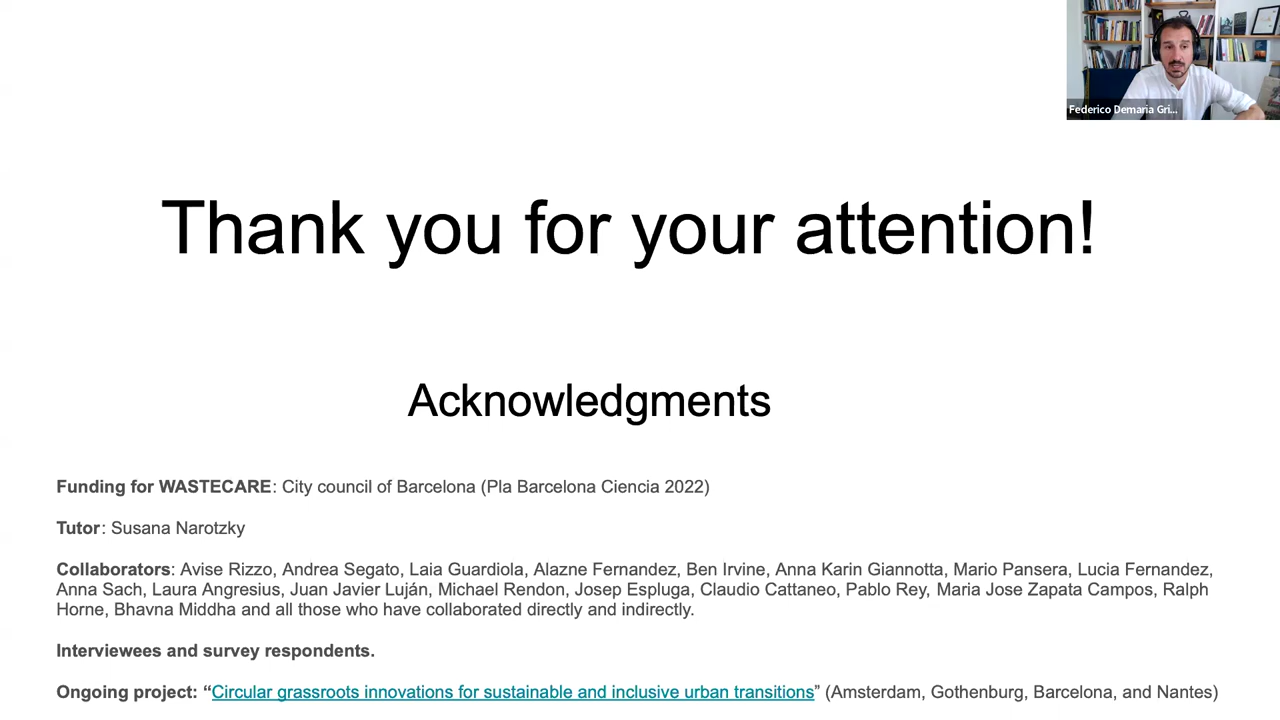 Federico Demaria Gri...
Thank you for your attention!
Acknowledgments
Funding for WASTECARE: City council of Barcelona (Pla Barcelona Ciencia 2022)
Tutor: Susana Narotzky
Collaborators: Avise Rizzo, Andrea Segato, Laia Guardiola, Alazne Fernandez, Ben Irvine, Anna Karin Giannotta, Mario Pansera, Lucia Fernandez,
Anna Sach, Laura Angresius, Juan Javier Luján, Michael Rendon, Josep Espluga, Claudio Cattaneo, Pablo Rey, Maria Jose Zapata Campos, Ralph
Horne, Bhavna Middha and all those who have collaborated directly and indirectly.
Interviewees and survey respondents.
Ongoing project: “Circular grassroots innovations for sustainable and inclusive urban transitions” (Amsterdam, Gothenburg, Barcelona, and Nantes)